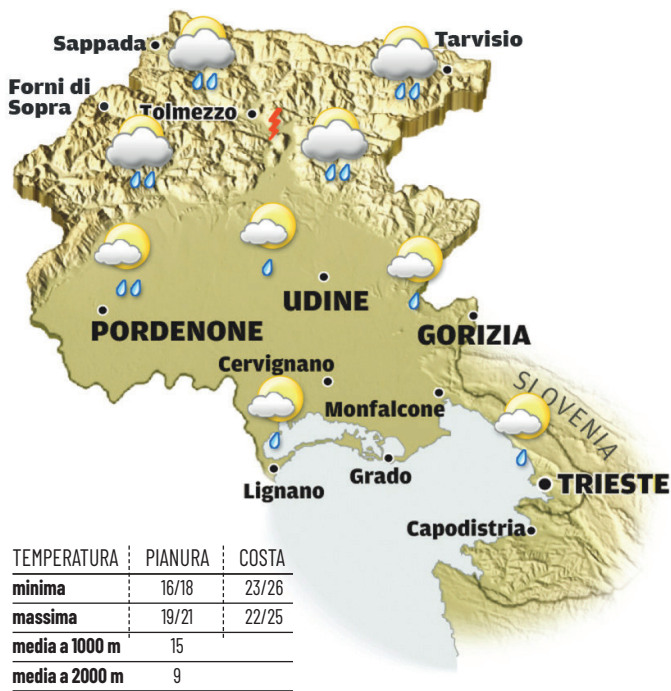 Sappada
Tarvisio
Forni di
Sopra
Tolmezzo
UDINE
PORDENONE
GORIZIA
Cervignano
SLOVENIA
Monfalcone
Grado
Lignano
TRIESTE
Capodistria
TEMPERATURA PIANURA COSTA
minima 16/18 23/26
massima 19/21 22/25
media a 1000 m 15
media a 2000 m 9